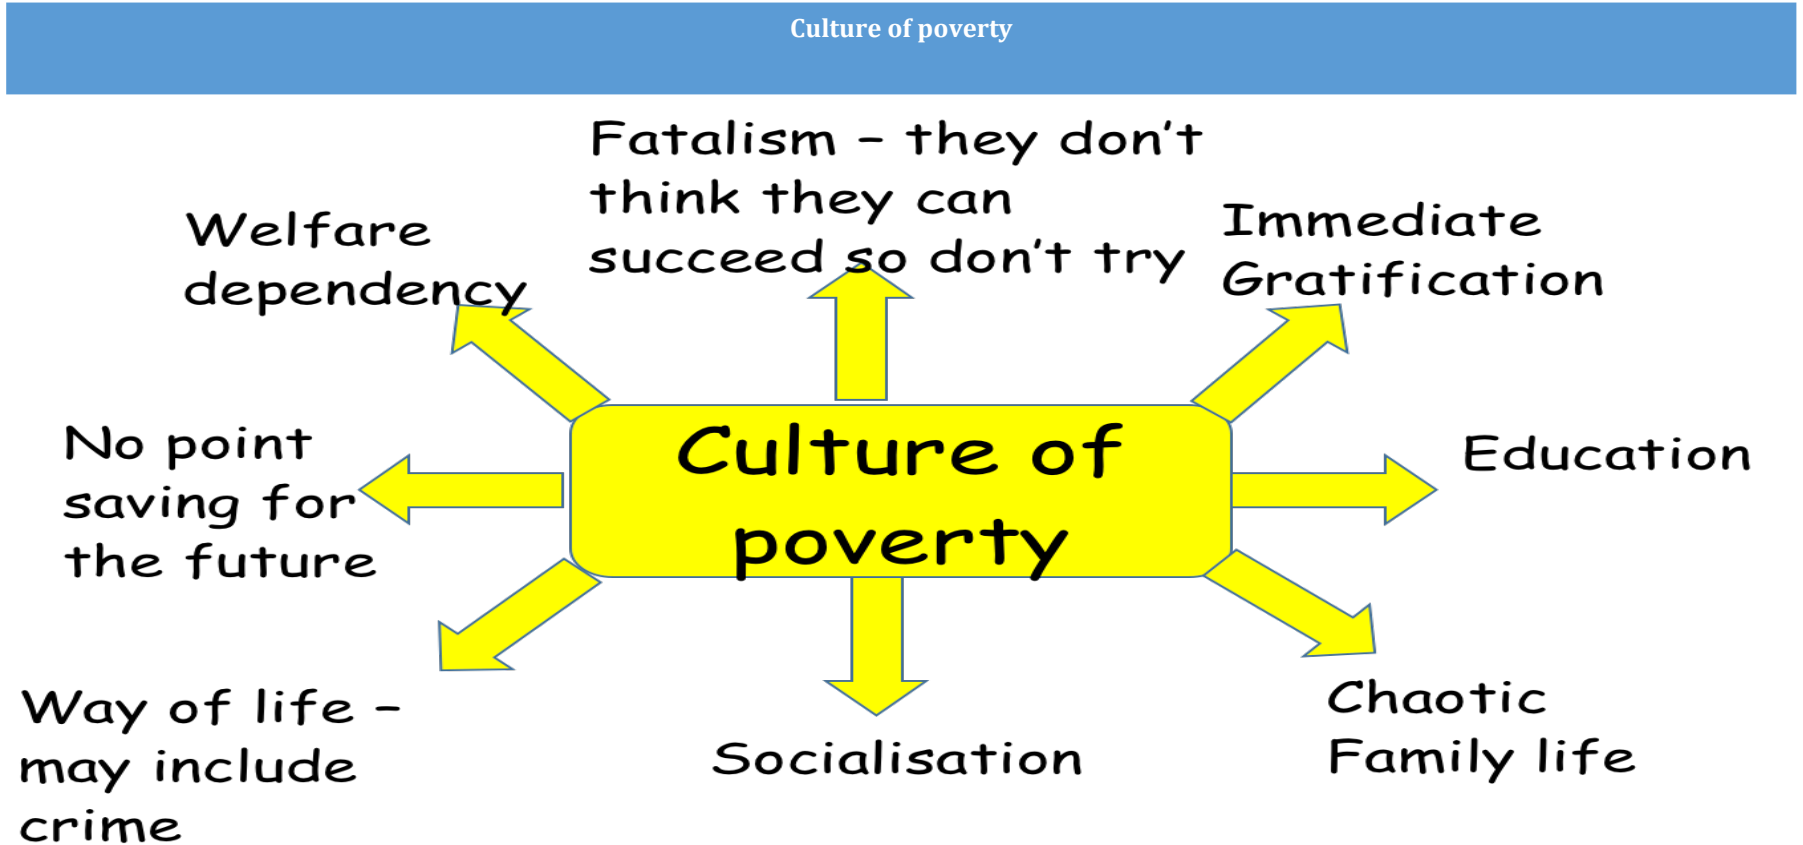 Culture of poverty
Fatalism – they don't
think they can
succeed so don't try
Welfare
dependency
Immediate
Gratification
No point
saving for
the future
Culture of
poverty
Education
Way of life –
may include
crime
Socialisation
Chaotic
Family life